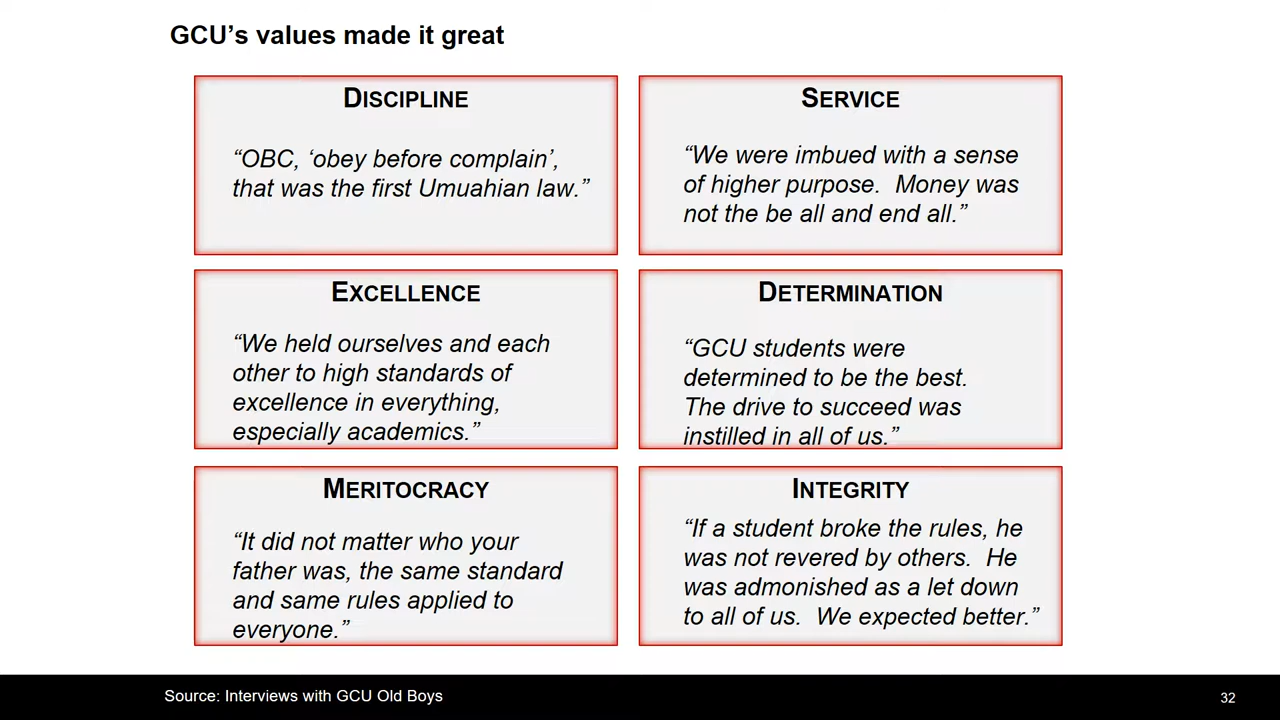 GCU’s values made it great
DISCIPLINE
“OBC, ‘obey before complain’,
that was the first Umuahian law.”
SERVICE
“We were imbued with a sense
of higher purpose.  Money was
not the be all and end all.”
EXCELLENCE
“We held ourselves and each
other to high standards of
excellence in everything,
especially academics.”
DETERMINATION
“GCU students were
determined to be the best.
The drive to succeed was
instilled in all of us.”
MERITOCRACY
“It did not matter who your
father was, the same standard
and same rules applied to
everyone.”
INTEGRITY
“If a student broke the rules, he
was not revered by others.  He
was admonished as a let down
to all of us.  We expected better.”
Source: Interviews with GCU Old Boys
32